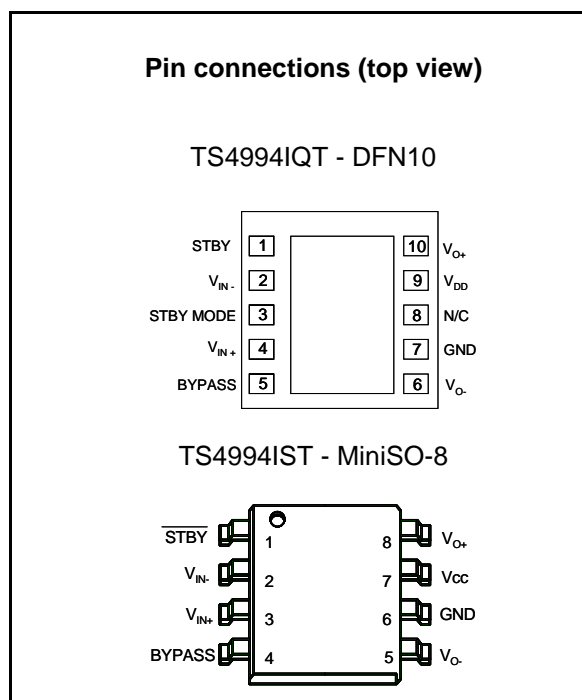 Pin connections (top view)
TS4994IQT - DFN10
STBY 1 10 VO+
VIN - 2 9 VDD
STBY MODE 3 8 N/C
VIN + 4 7 GND
BYPASS 5 6 VO-
TS4994IST - MiniSO-8
STBY 1 8 VO+
VIN- 2 7 Vcc
VIN+ 3 6 GND
BYPASS 4 5 VO-